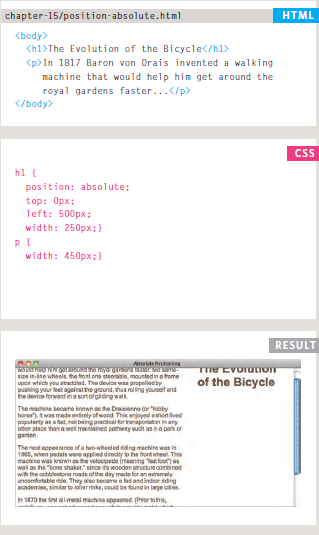 chapter-15/position-absolute.html
HTML
<body>
<h1>The Evolution of the Bicycle</h1>
<p>In 1817 Baron von Drais invented a walking
machine that would help him get around the
royal gardens faster...</p>
</body>
CSS
h1 {
position: absolute;
top: 0px;
left: 500px;
width: 250px;}
p {
width: 450px;}
RESULT
Absolute Positioning
would help him get around the royal gardens faster: two same-
size in-line wheels, the front one steerable, mounted in a frame
upon which you straddled. The device was propelled by
pushing your feet against the ground, thus rolling yourself and
the device forward in a sort of gliding walk.
The Evolution
of the Bicycle
The machine became known as the Draisienne (or "hobby
horse"). It was made entirely of wood. This enjoyed a short lived
popularity as a fad, not being practical for transportation in any
other place than a well maintained pathway such as in a park or
garden.
The next appearance of a two-wheeled riding machine was in
1865, when pedals were applied directly to the front wheel. This
machine was known as the velocipede (meaning "fast foot") as
well as the "bone shaker," since it's wooden structure combined
with the cobblestone roads of the day made for an extremely
uncomfortable ride. They also became a fad and indoor riding
academies, similar to roller rinks, could be found in large cities.
In 1870 the first all-metal machine appeared. (Prior to this,